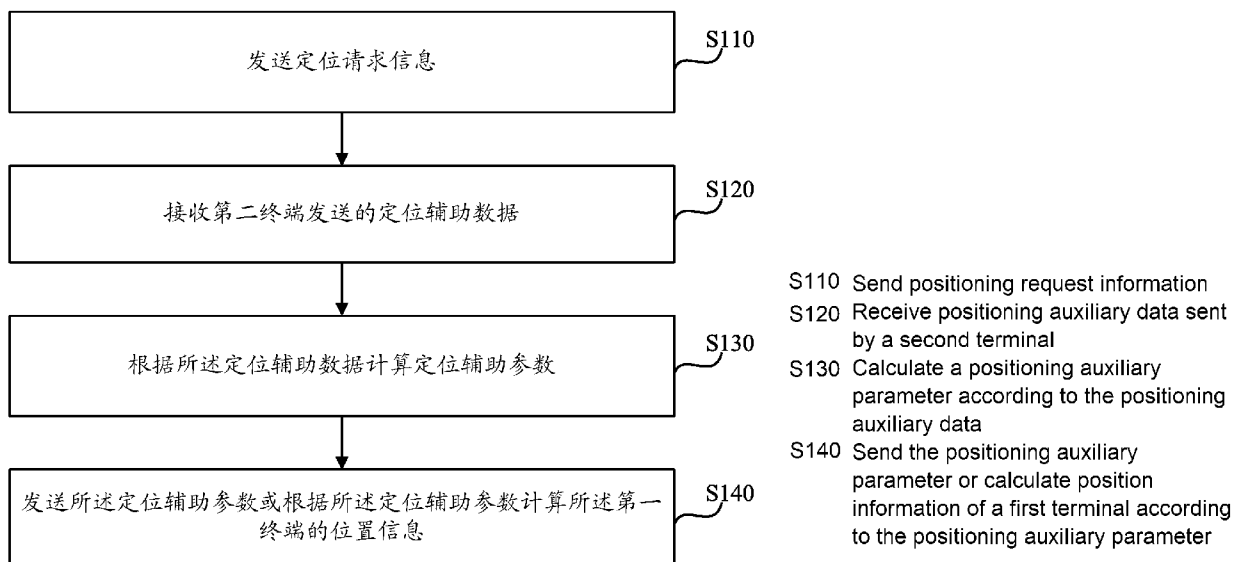 S110
发送定位请求信息
S120
接收第二终端发送的定位辅助数据
S130
根据所述定位辅助数据计算定位辅助参数
S140
发送所述定位辅助参数或根据所述定位辅助参数计算所述第一
终端的位置信息
S110 Send positioning request information
S120 Receive positioning auxiliary data sent
by a second terminal
S130 Calculate a positioning auxiliary
parameter according to the positioning
auxiliary data
S140 Send the positioning auxiliary
parameter or calculate position
information of a first terminal according
to the positioning auxiliary parameter